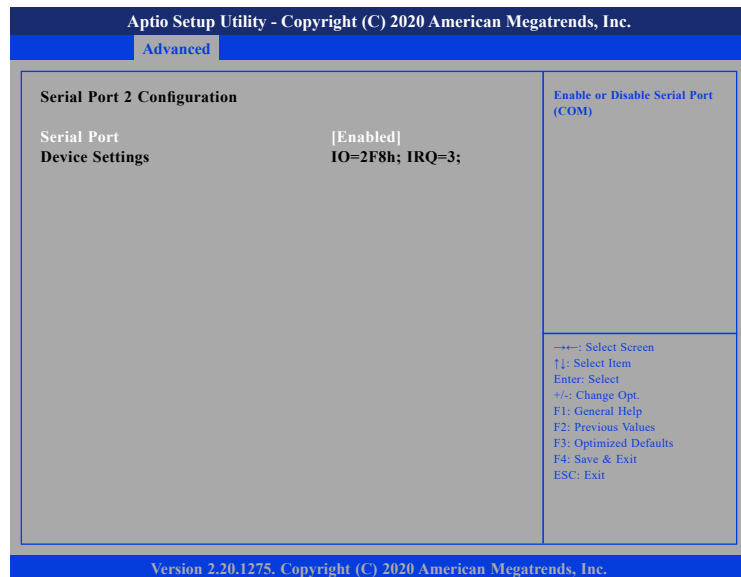 Aptio Setup Utility - Copyright (C) 2020 American Megatrends, Inc.
Advanced
Serial Port 2 Configuration
Serial Port [Enabled]
Device Settings IO=2F8h; IRQ=3;
Enable or Disable Serial Port
(COM)
→←: Select Screen
↑↓: Select Item
Enter: Select
+/-: Change Opt.
F1: General Help
F2: Previous Values
F3: Optimized Defaults
F4: Save & Exit
ESC: Exit
Version 2.20.1275. Copyright (C) 2020 American Megatrends, Inc.